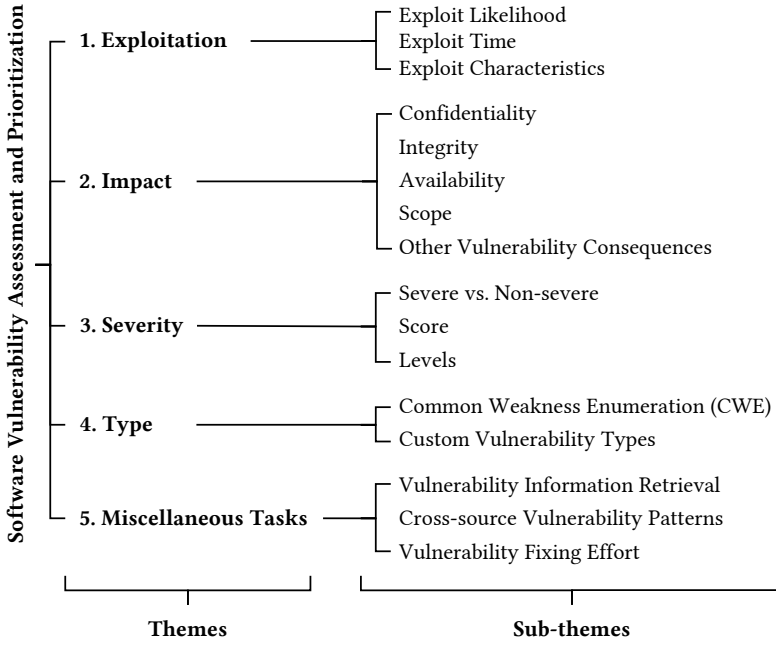 Software Vulnerability Assessment and Prioritization
1. Exploitation
Exploit Likelihood
Exploit Time
Exploit Characteristics
2. Impact
Confidentiality
Integrity
Availability
Scope
Other Vulnerability Consequences
3. Severity
Severe vs. Non-severe
Score
Levels
4. Type
Common Weakness Enumeration (CWE)
Custom Vulnerability Types
5. Miscellaneous Tasks
Vulnerability Information Retrieval
Cross-source Vulnerability Patterns
Vulnerability Fixing Effort
Themes
Sub-themes